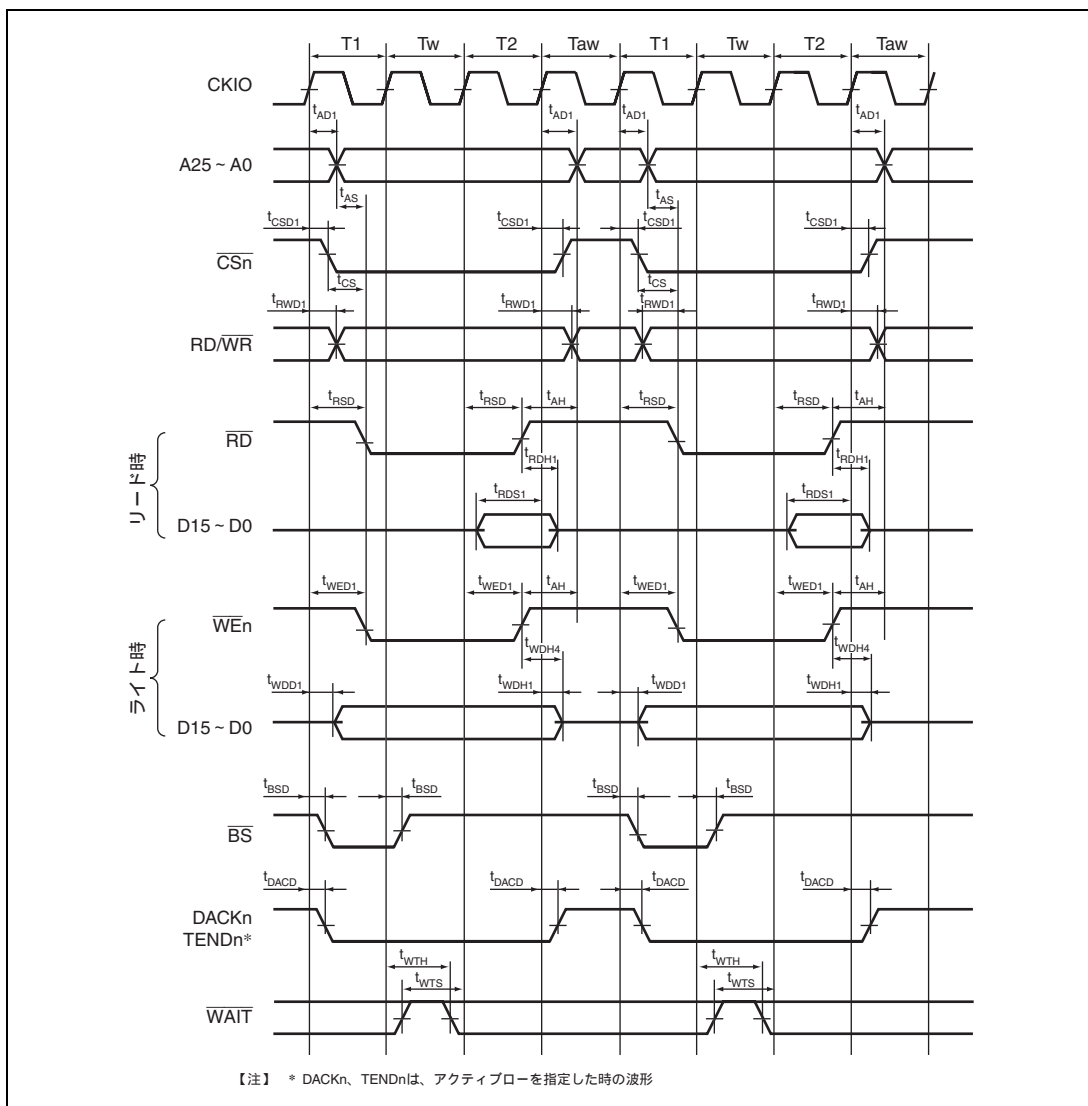 T1 Tw T2 Taw T1 Tw T2 Taw
CKIO
tAD1 tAD1 tAD1 tAD1
A25 ~ A0
tAS tAS
tCSD1 tCSD1 tCSD1 tCSD1
CSn
tCS tCS
tRWD1 tRWD1 tRWD1 tRWD1
RD/WR
tRSD tRSD tAH tRSD tRSD tAH
RD
tRDH1 tRDH1
リード時
tRDS1 tRDS1
D15 ~ D0
tWED1 tWED1 tAH tWED1 tWED1 tAH
WEn
tWDH4 tWDH4
ライト時
tWDD1 tWDH1 tWDD1 tWDH1
D15 ~ D0
tBSD tBSD tBSD tBSD
BS
tDACD tDACD tDACD tDACD
DACKn
TENDn*
tWTH tWTH
tWTS tWTS
WAIT
【注】 * DACKn、TENDnは、アクティブローを指定した時の波形